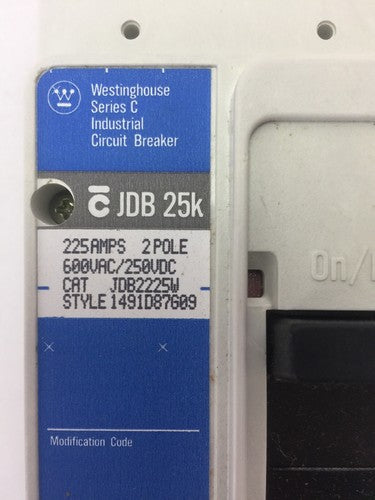 Westinghouse
Series C
Industrial
Circuit Breaker
C JDB 25k
225AMPS 2POLE
600VAC/250VDC
CAT JDB2225W
STYLE 1491D87G09
On/
Modification Code